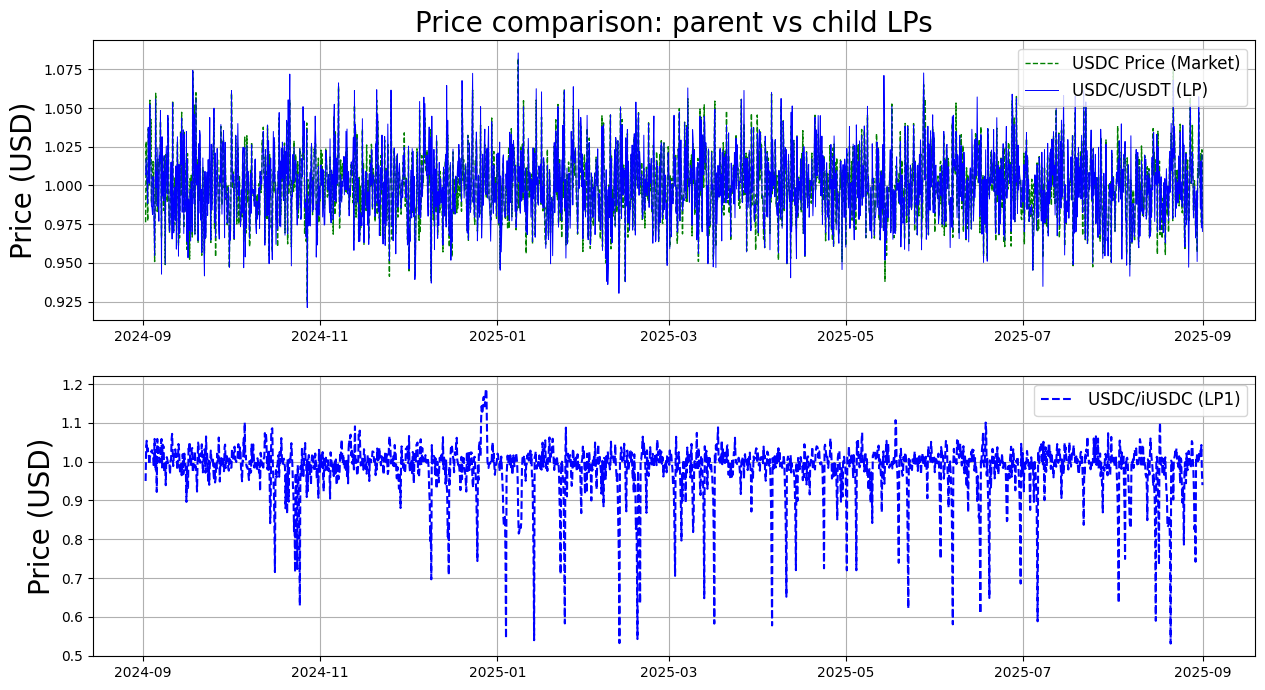 Price comparison: parent vs child LPs
Price (USD)
1.075
1.050
1.025
1.000
0.975
0.950
0.925
USDC Price (Market)
USDC/USDT (LP)
2024-09 2024-11 2025-01 2025-03 2025-05 2025-07 2025-09
Price (USD)
1.2
1.1
1.0
0.9
0.8
0.7
0.6
0.5
USDC/iUSDC (LP1)
2024-09 2024-11 2025-01 2025-03 2025-05 2025-07 2025-09